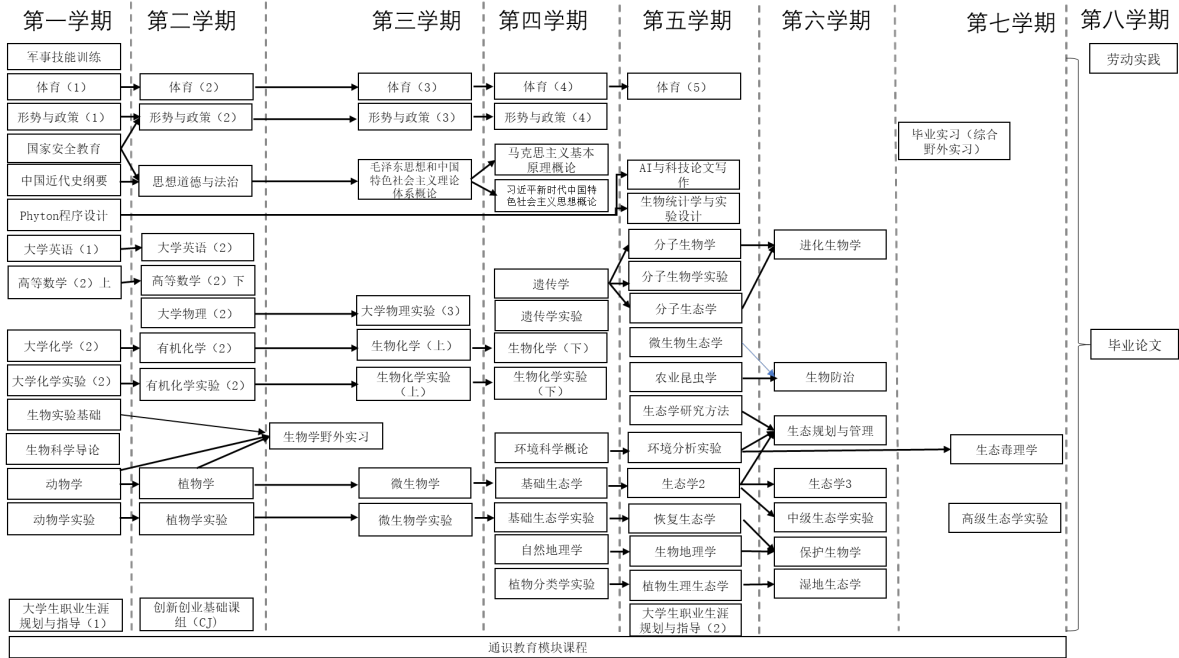 第一学期
第二学期
第三学期
第四学期
第五学期
第六学期
第七学期
第八学期
军事技能训练
劳动实践
体育（1）
体育（2）
体育（3）
体育（4）
体育（5）
形势与政策（1）
形势与政策（2）
形势与政策（3）
形势与政策（4）
毕业实习（综合
野外实习）
国家安全教育
马克思主义基本
原理概论
中国近代史纲要
思想道德与法治
毛泽东思想和中国
特色社会主义理论
体系概论
AI与科技论文写
作
习近平新时代中国特
色社会主义思想概论
Phyton程序设计
生物统计学与实
验设计
大学英语（1）
大学英语（2）
分子生物学
进化生物学
高等数学（2）上
高等数学（2）下
遗传学
分子生物学实验
大学物理（2）
大学物理实验（3）
遗传学实验
分子生态学
大学化学（2）
有机化学（2）
生物化学（上）
生物化学（下）
微生物生态学
毕业论文
大学化学实验（2）
有机化学实验（2）
生物化学实验
（上）
生物化学实验
（下）
农业昆虫学
生物防治
生物实验基础
生态学研究方法
生物学野外实习
生态规划与管理
生物科学导论
环境科学概论
环境分析实验
生态毒理学
动物学
植物学
微生物学
基础生态学
生态学2
生态学3
动物学实验
植物学实验
微生物学实验
基础生态学实验
恢复生态学
中级生态学实验
高级生态学实验
自然地理学
生物地理学
保护生物学
植物分类学实验
植物生理生态学
湿地生态学
大学生职业生涯
规划与指导（1）
创新创业基础课
组（CJ）
大学生职业生涯
规划与指导（2）
通识教育模块课程